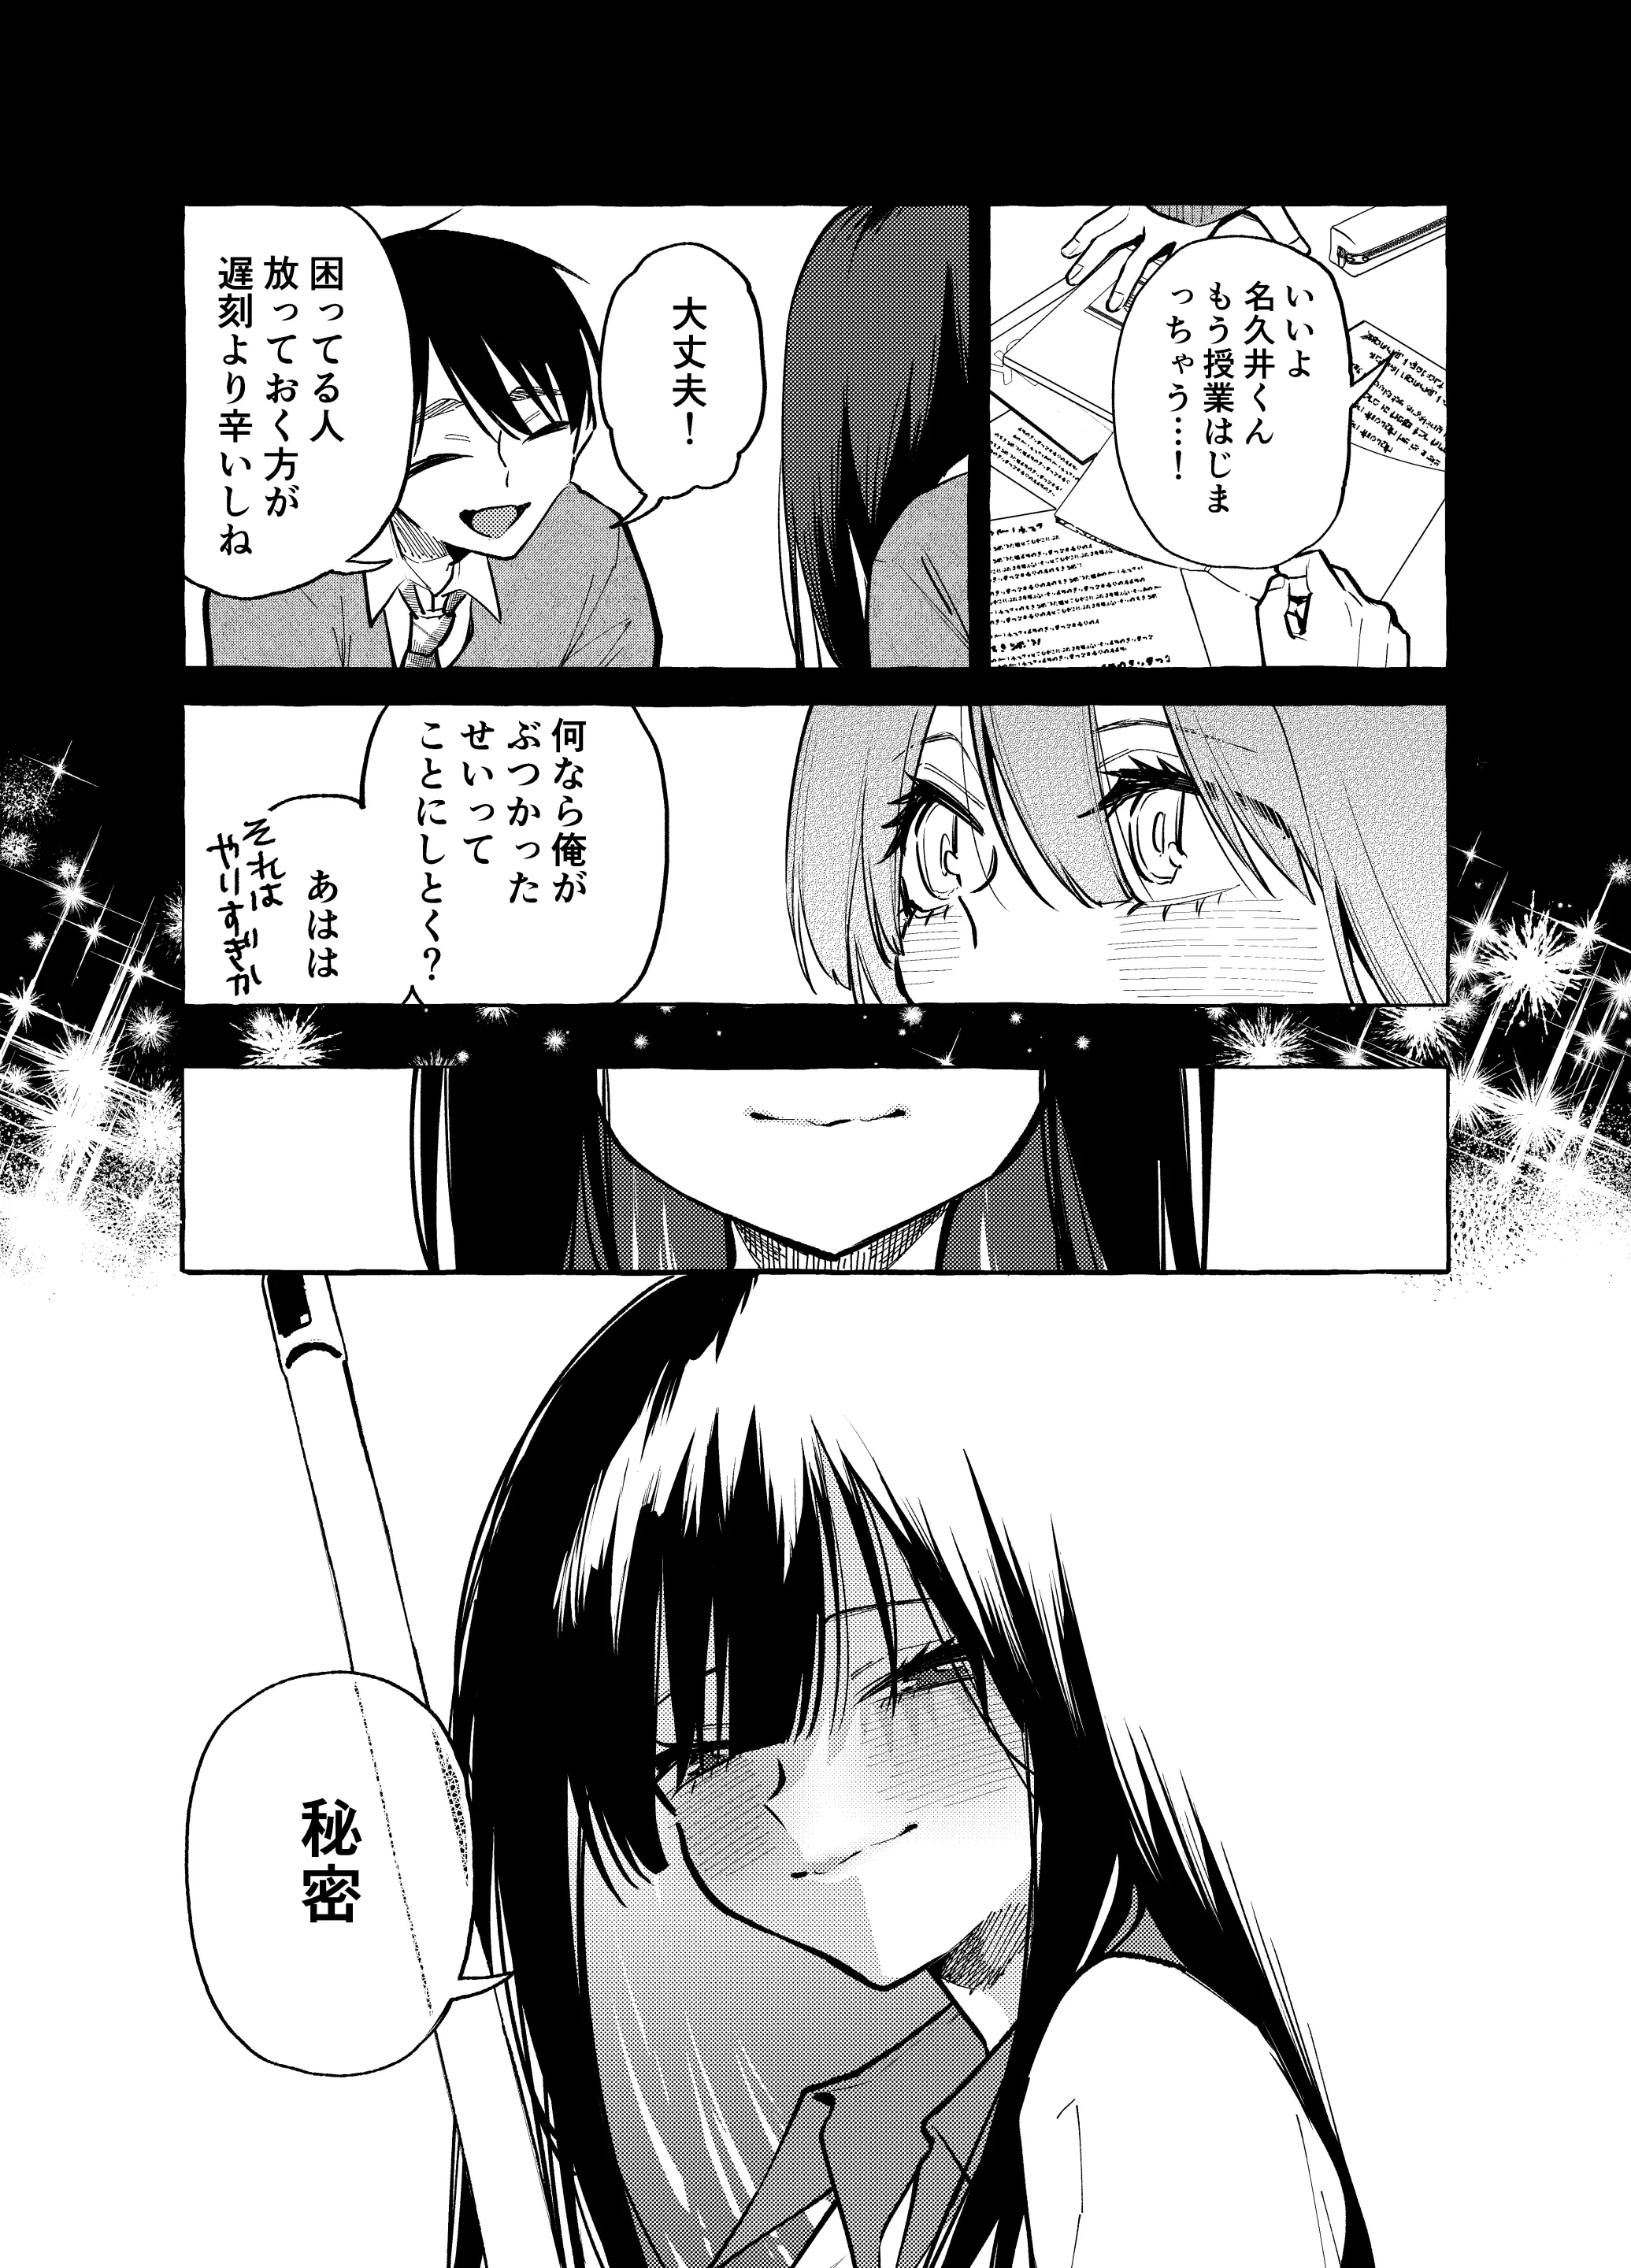 いいよ
名久井くん
もう授業はじま
っちゃう…！
大丈夫！
困ってる人
放っておく方が
遅刻より辛いしね
何なら俺が
ぶつかった
せいって
ことにしとく？
あはは
それは
やりすぎか
秘密